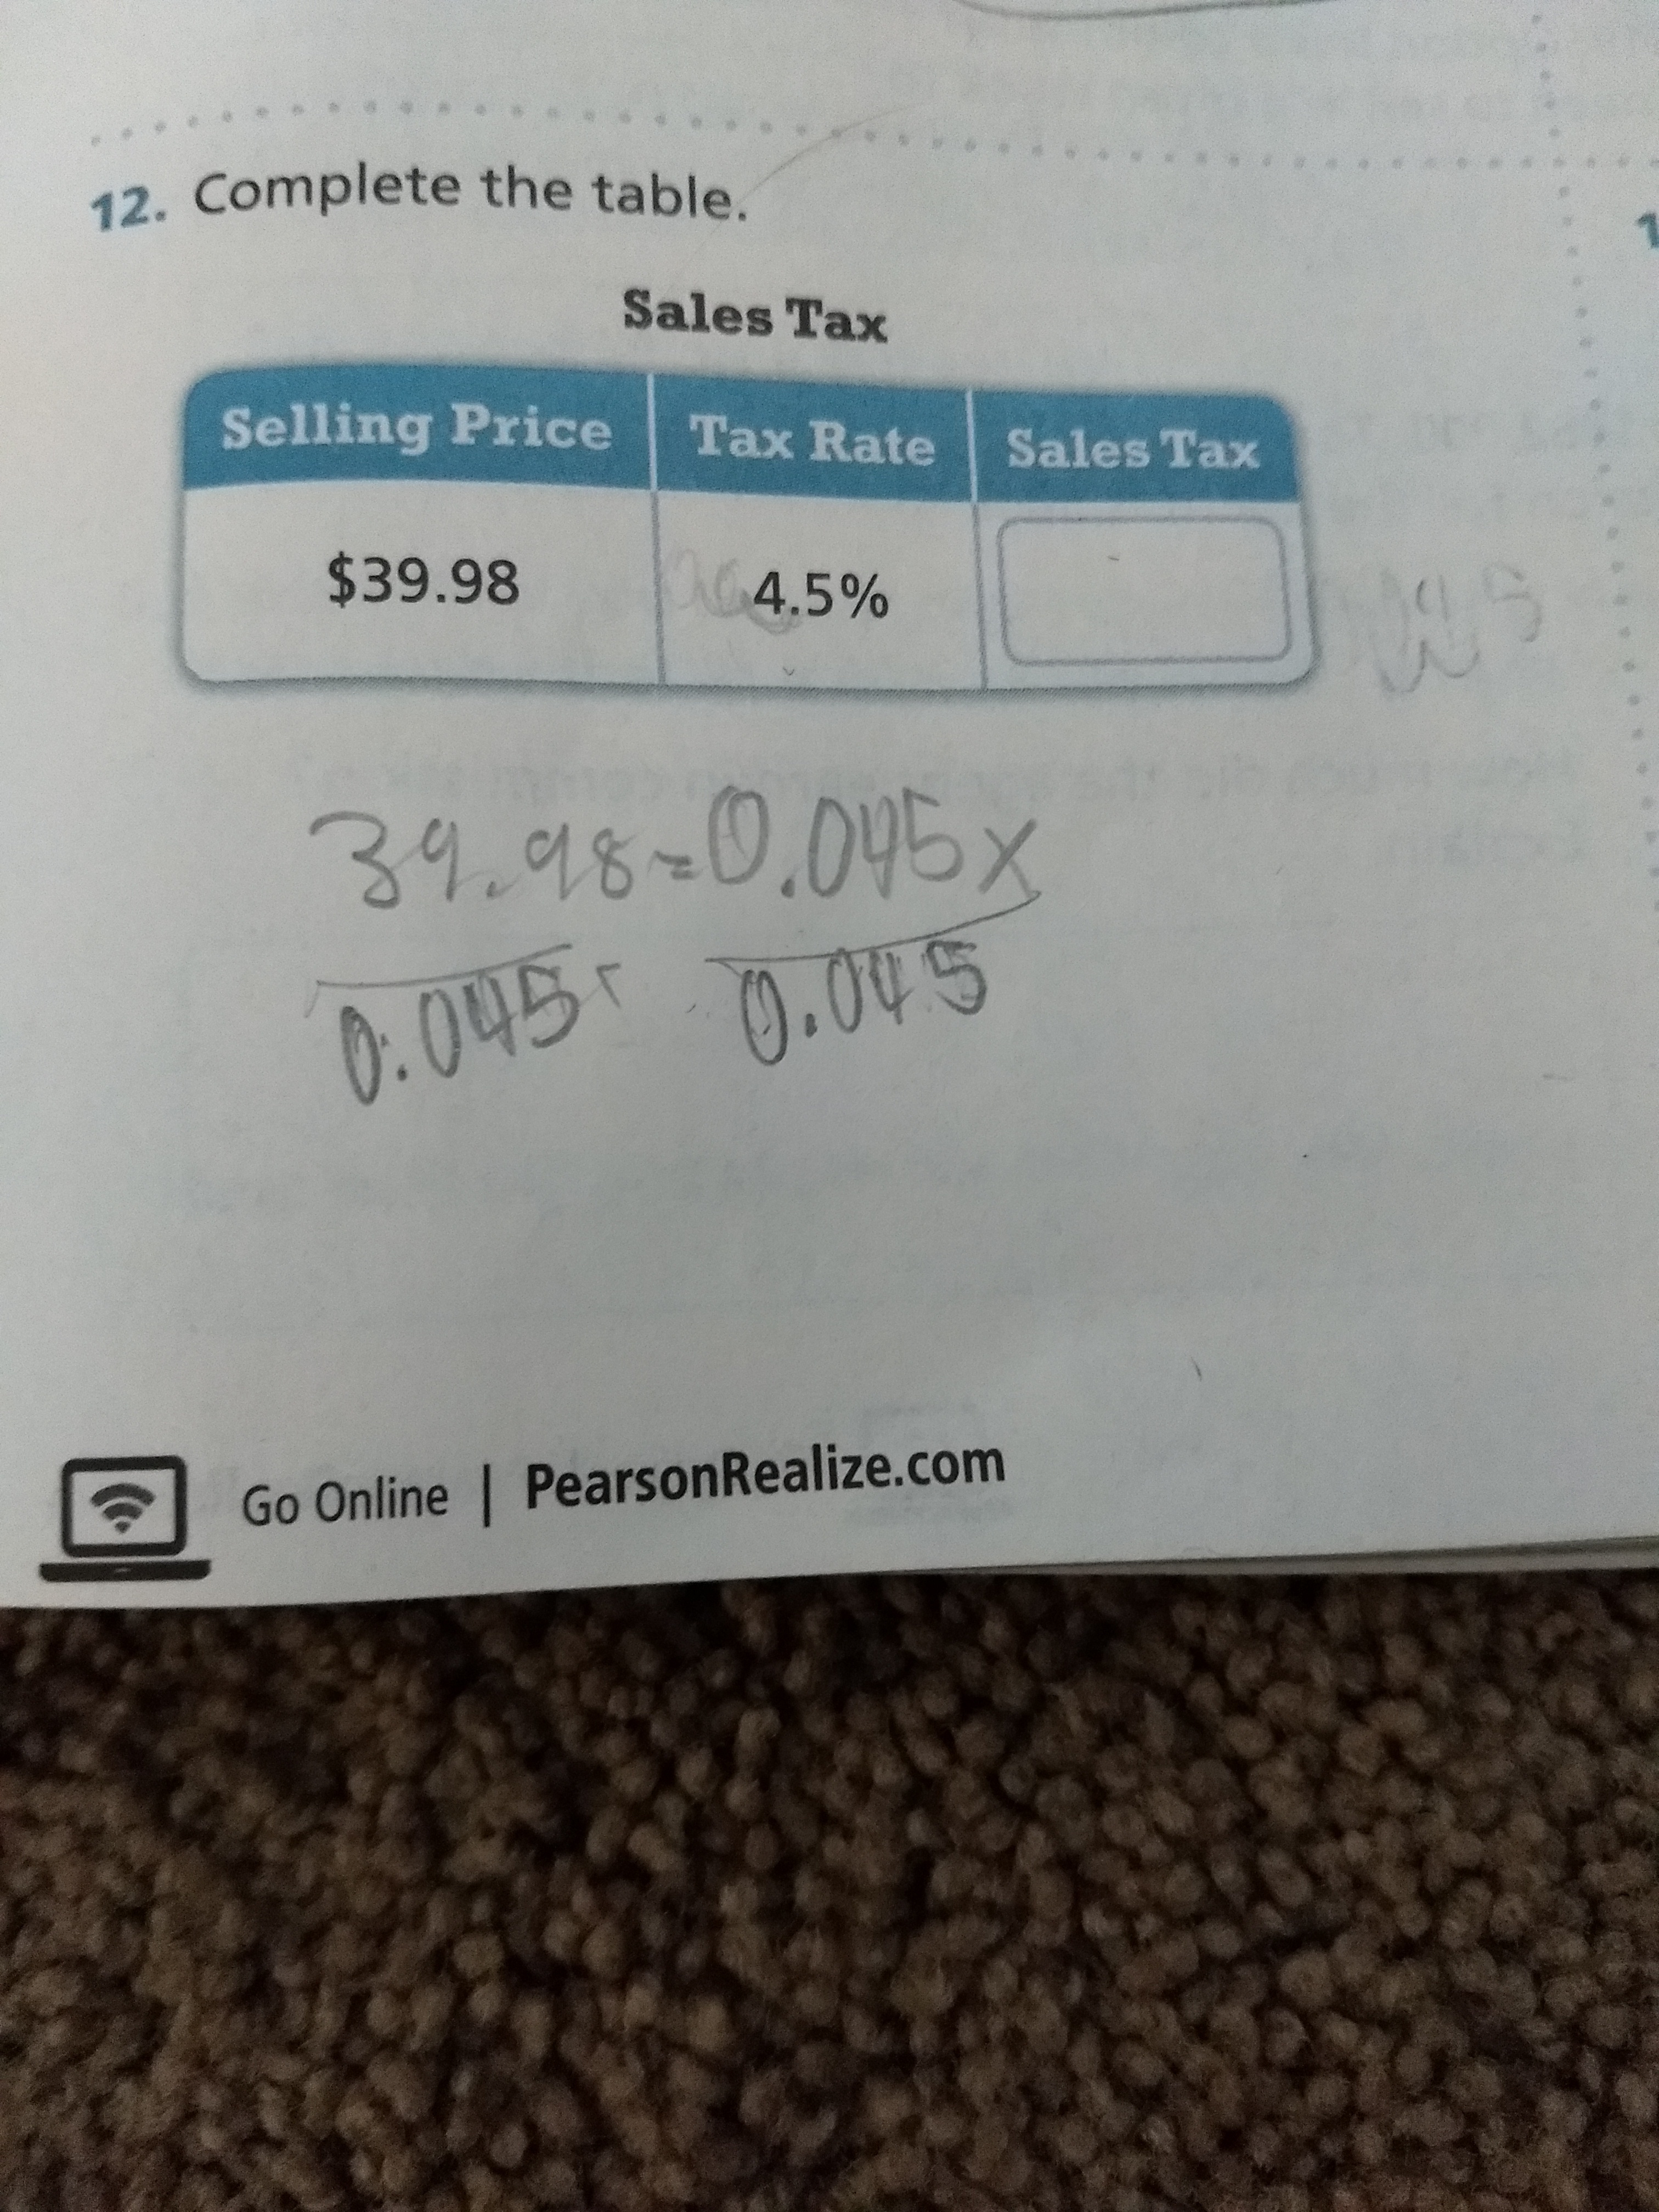 12. Complete the table.
Sales Tax
Selling Price Tax Rate Sales Tax
$39.98 4.5%
39.98=0.045x
0.045= 0.045
Go Online | PearsonRealize.com